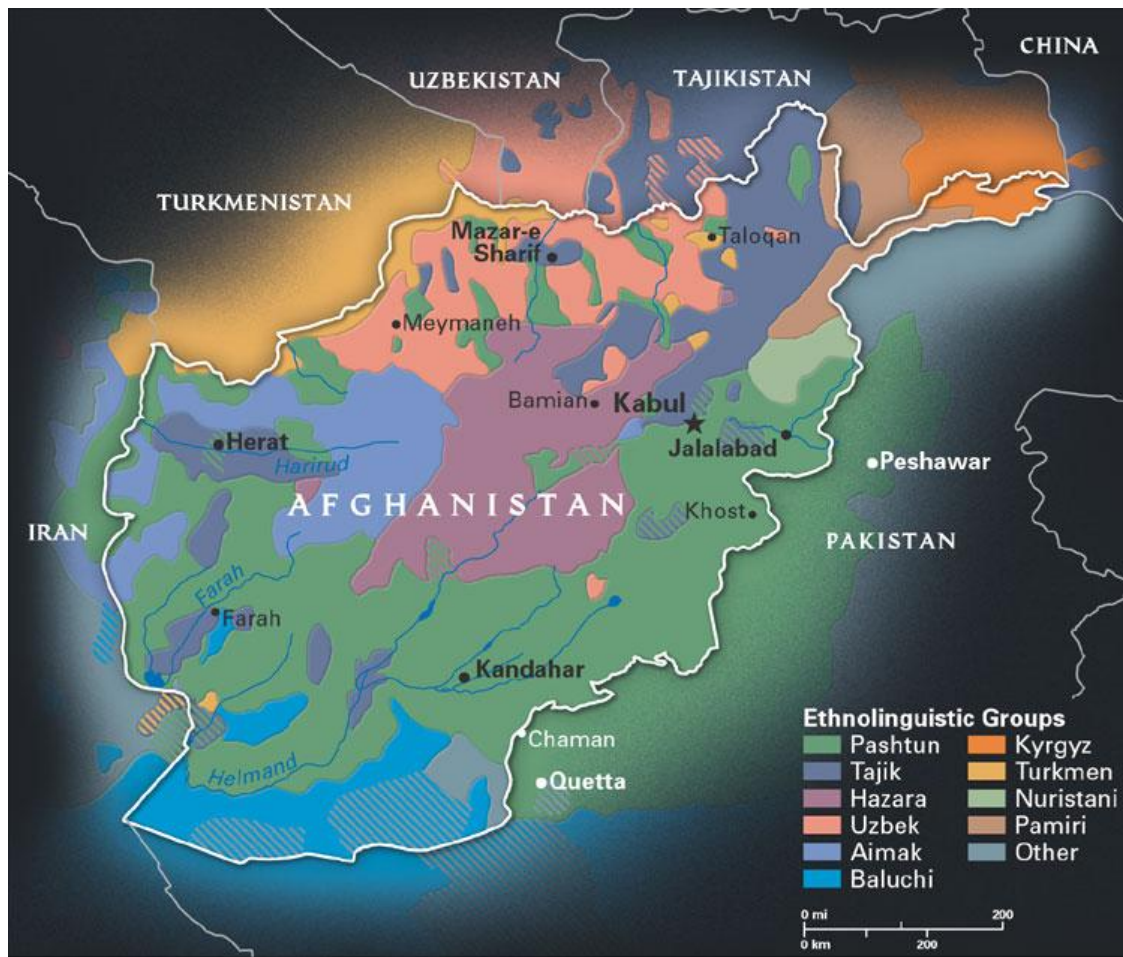 CHINA
UZBEKISTAN
TAJIKISTAN
TURKMENISTAN
Mazar-e
Sharif
Taloqan
Meymaneh
Bamian
Kabul
Herat
Harirud
Jalalabad
Peshawar
AFGHANISTAN
Khost
IRAN
PAKISTAN
Farah
Farah
Kandahar
Chaman
Helmand
Quetta
Ethnolinguistic Groups
Pashtun
Tajik
Hazara
Uzbek
Aimak
Baluchi
Kyrgyz
Turkmen
Nuristani
Pamiri
Other
0 mi 200
0 km 200